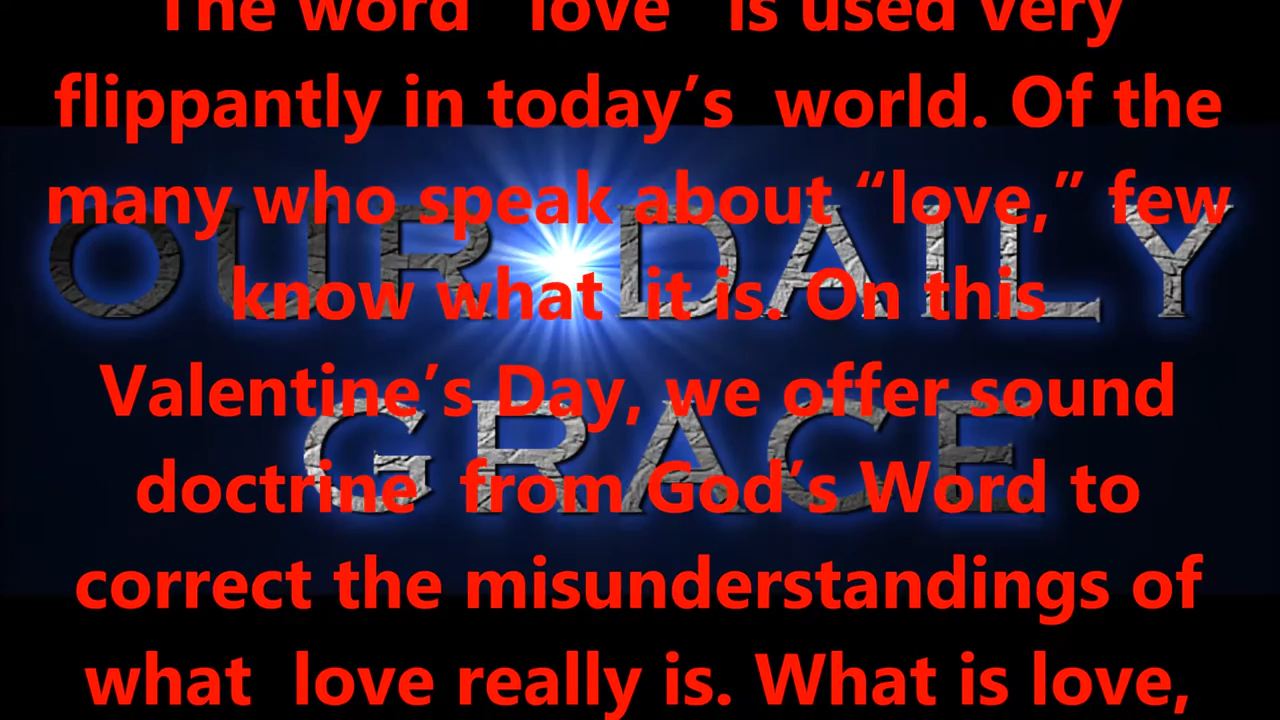 The word “love” is used very
flippantly in today’s world. Of the
many who speak about “love,” few
OUR DAILY
know what it is. On this
Valentine’s Day, we offer sound
GRACE
doctrine from God’s Word to
correct the misunderstandings of
what love really is. What is love,